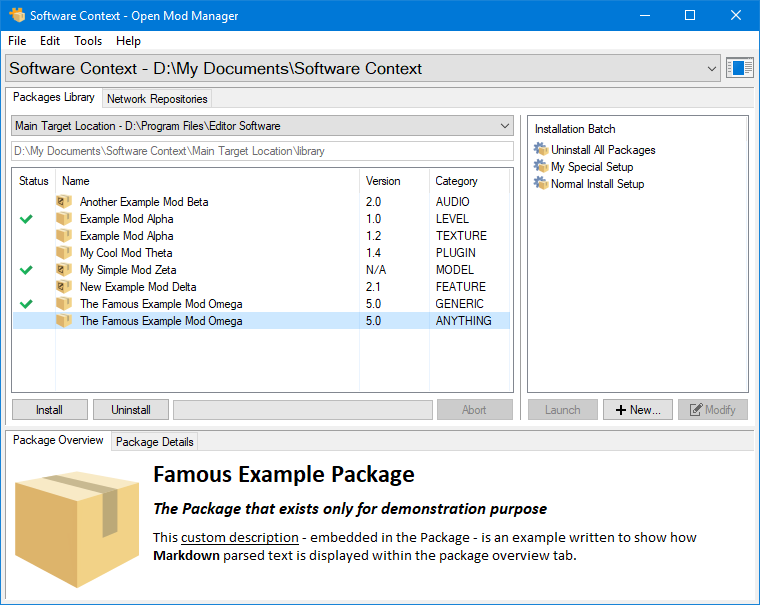 Software Context - Open Mod Manager
File Edit Tools Help
Software Context - D:\My Documents\Software Context
Packages Library Network Repositories
Main Target Location - D:\Program Files\Editor Software
D:\My Documents\Software Context\Main Target Location\library
Status Name Version Category
Another Example Mod Beta 2.0 AUDIO
Example Mod Alpha 1.0 LEVEL
Example Mod Alpha 1.2 TEXTURE
My Cool Mod Theta 1.4 PLUGIN
My Simple Mod Zeta N/A MODEL
New Example Mod Delta 2.1 FEATURE
The Famous Example Mod Omega 5.0 GENERIC
The Famous Example Mod Omega 5.0 ANYTHING
Install Uninstall Abort
Installation Batch
Uninstall All Packages
My Special Setup
Normal Install Setup
Launch New... Modify
Package Overview Package Details
Famous Example Package
The Package that exists only for demonstration purpose
This custom description - embedded in the Package - is an example written to show how
Markdown parsed text is displayed within the package overview tab.